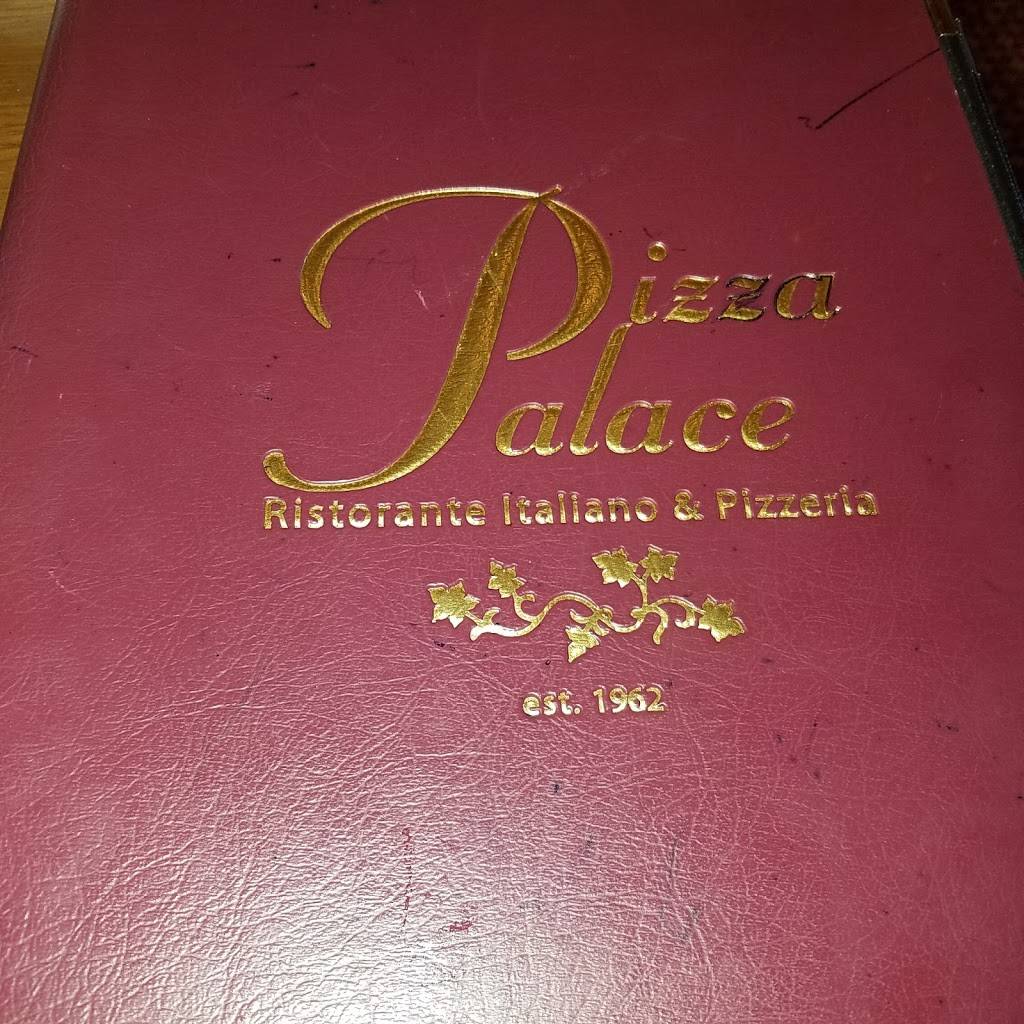 Pizza
Palace
Ristorante Italiano & Pizzeria
est. 1962